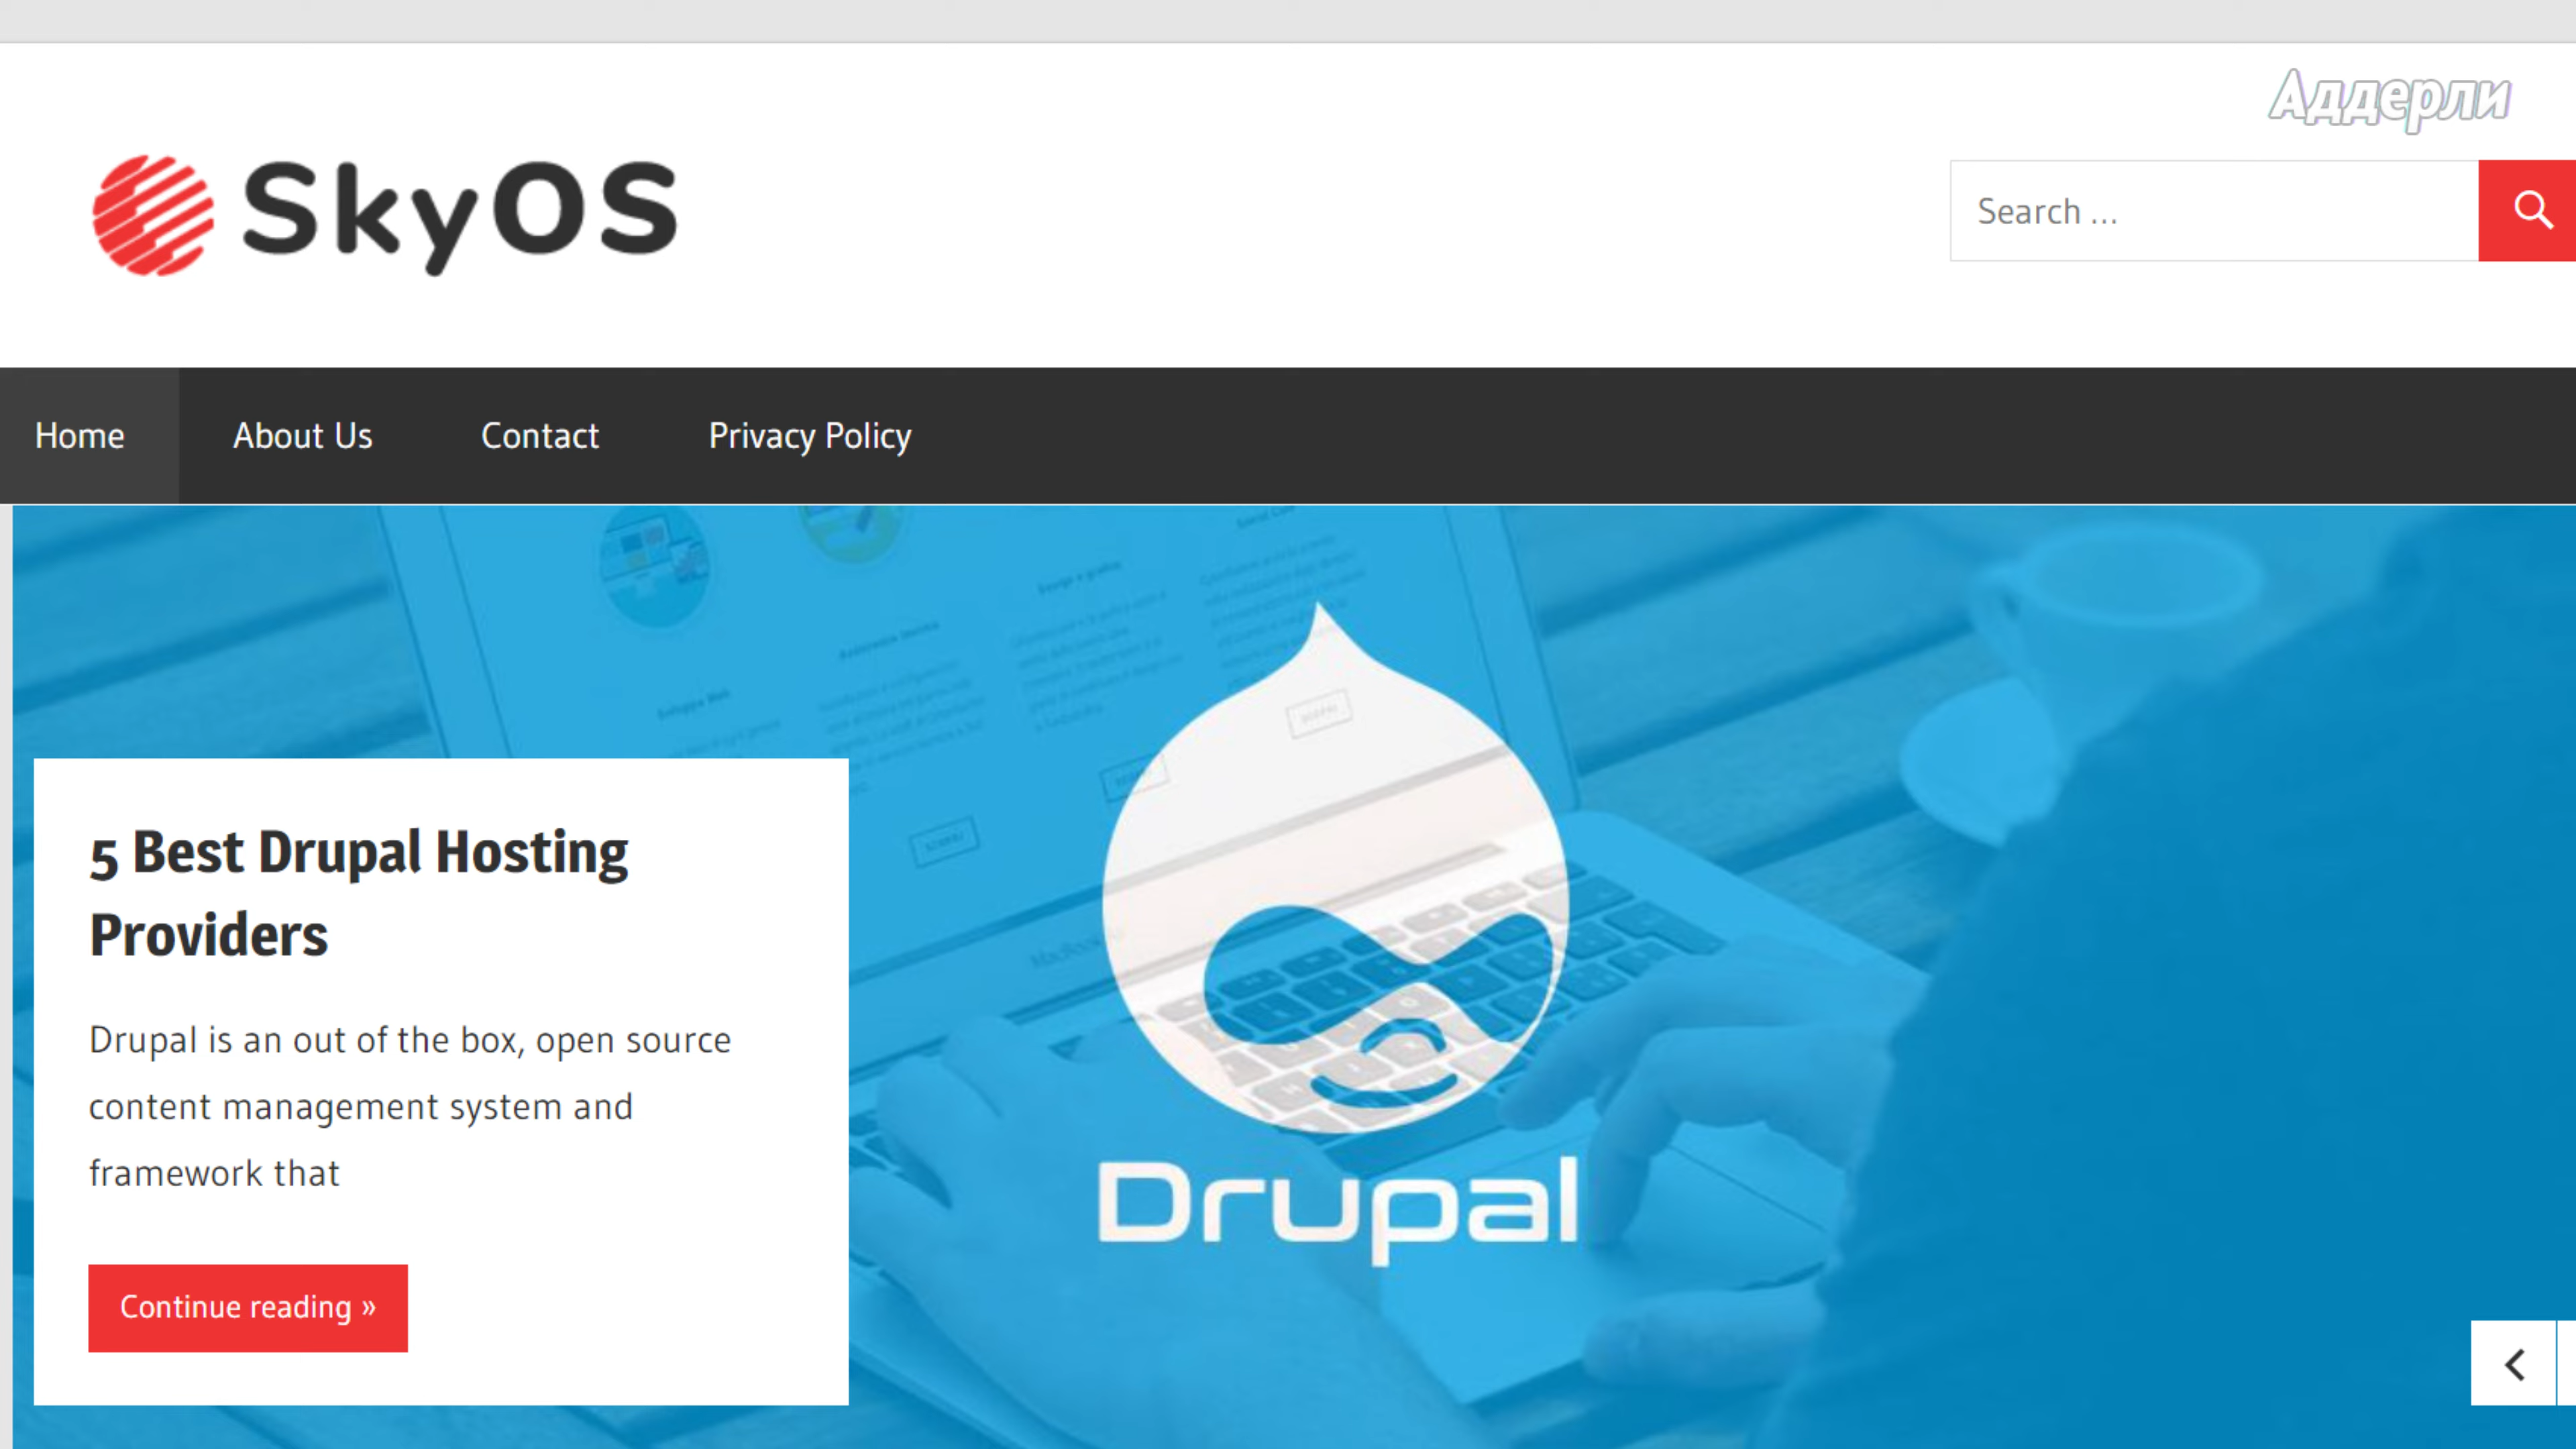 Аддерли
SkyOS
Search ...
Home
About Us
Contact
Privacy Policy
5 Best Drupal Hosting
Providers
Drupal is an out of the box, open source
content management system and
framework that
Continue reading »
Drupal